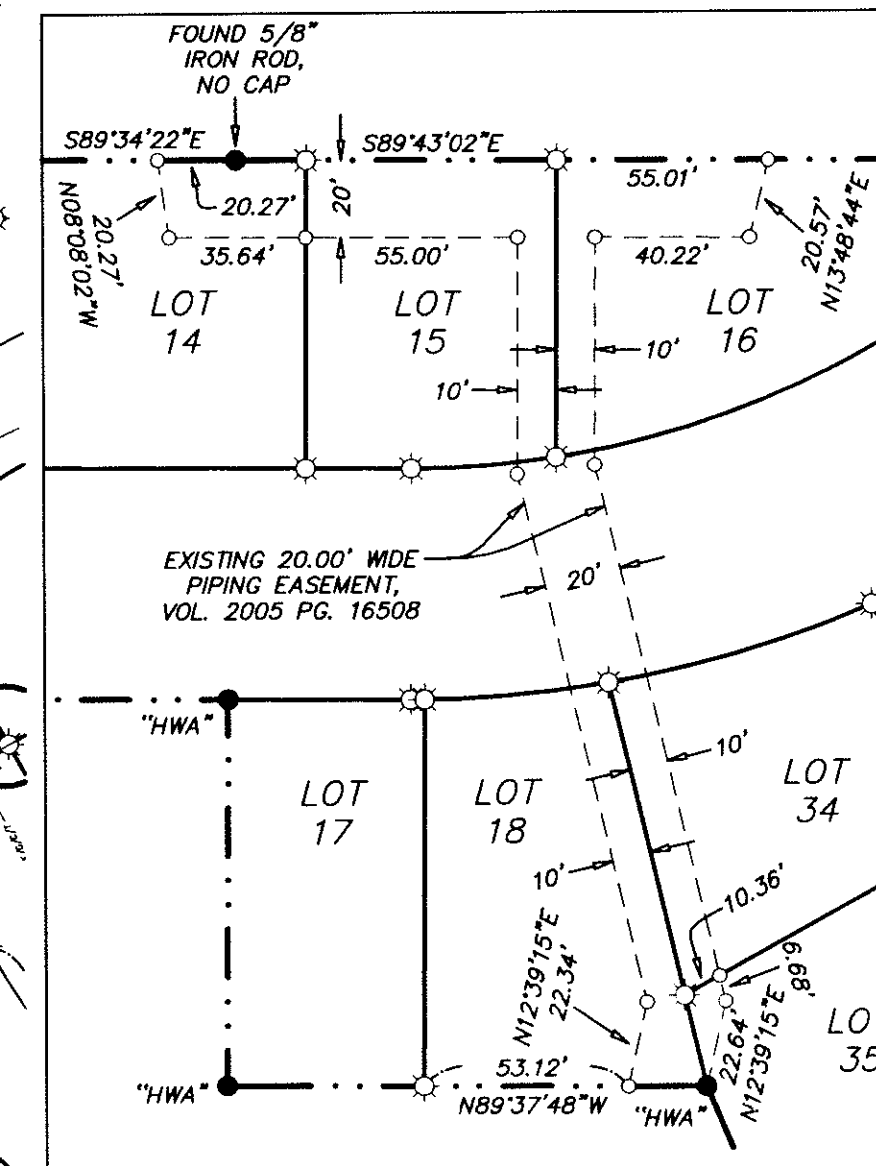 FOUND 5/8"
IRON ROD,
NO CAP
S89°34'22"E
S89°43'02"E
20.27'
20'
55.01'
20.27'
N08°08'02"W
35.64'
55.00'
40.22'
20.57'
N13°48'44"E
LOT
14
LOT
15
LOT
16
10'
10'
EXISTING 20.00' WIDE
PIPING EASEMENT,
VOL. 2005 PG. 16508
20'
"HWA"
10'
LOT
17
LOT
18
LOT
34
10'
10.36'
N12°39'15"E
22.34'
6.68'
22.64'
N12°39'15"E
LO
35
53.12'
"HWA"
N89°37'48"W
"HWA"